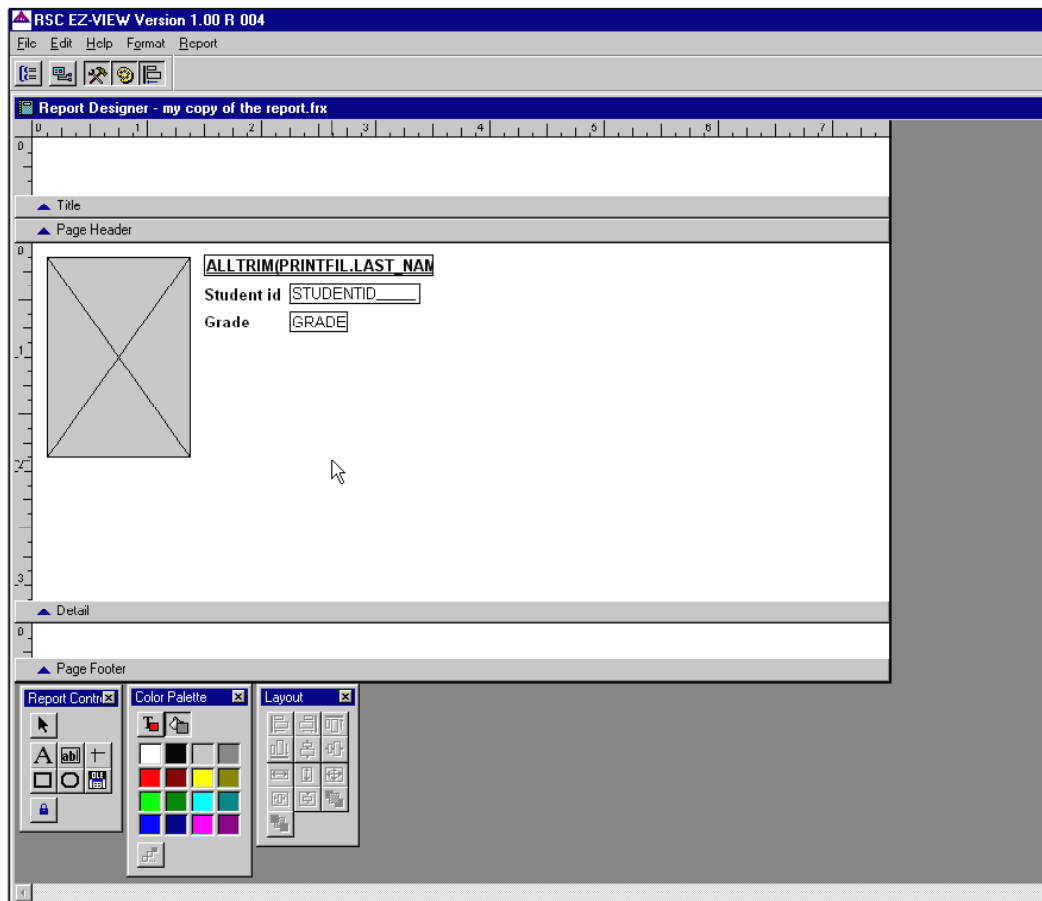 RSC EZ-VIEW Version 1.00 R 004
File Edit Help Format Report
Report Designer - my copy of the report.frx
0 1 2 3 4 5 6 7
0
Title
Page Header
0
ALLTRIM(PRINTFIL.LAST_NAM
Student id STUDENTID_____
Grade GRADE
1
2
3
Detail
0
Page Footer
Report Contr
Color Palette
Layout
T
A abl
OLE